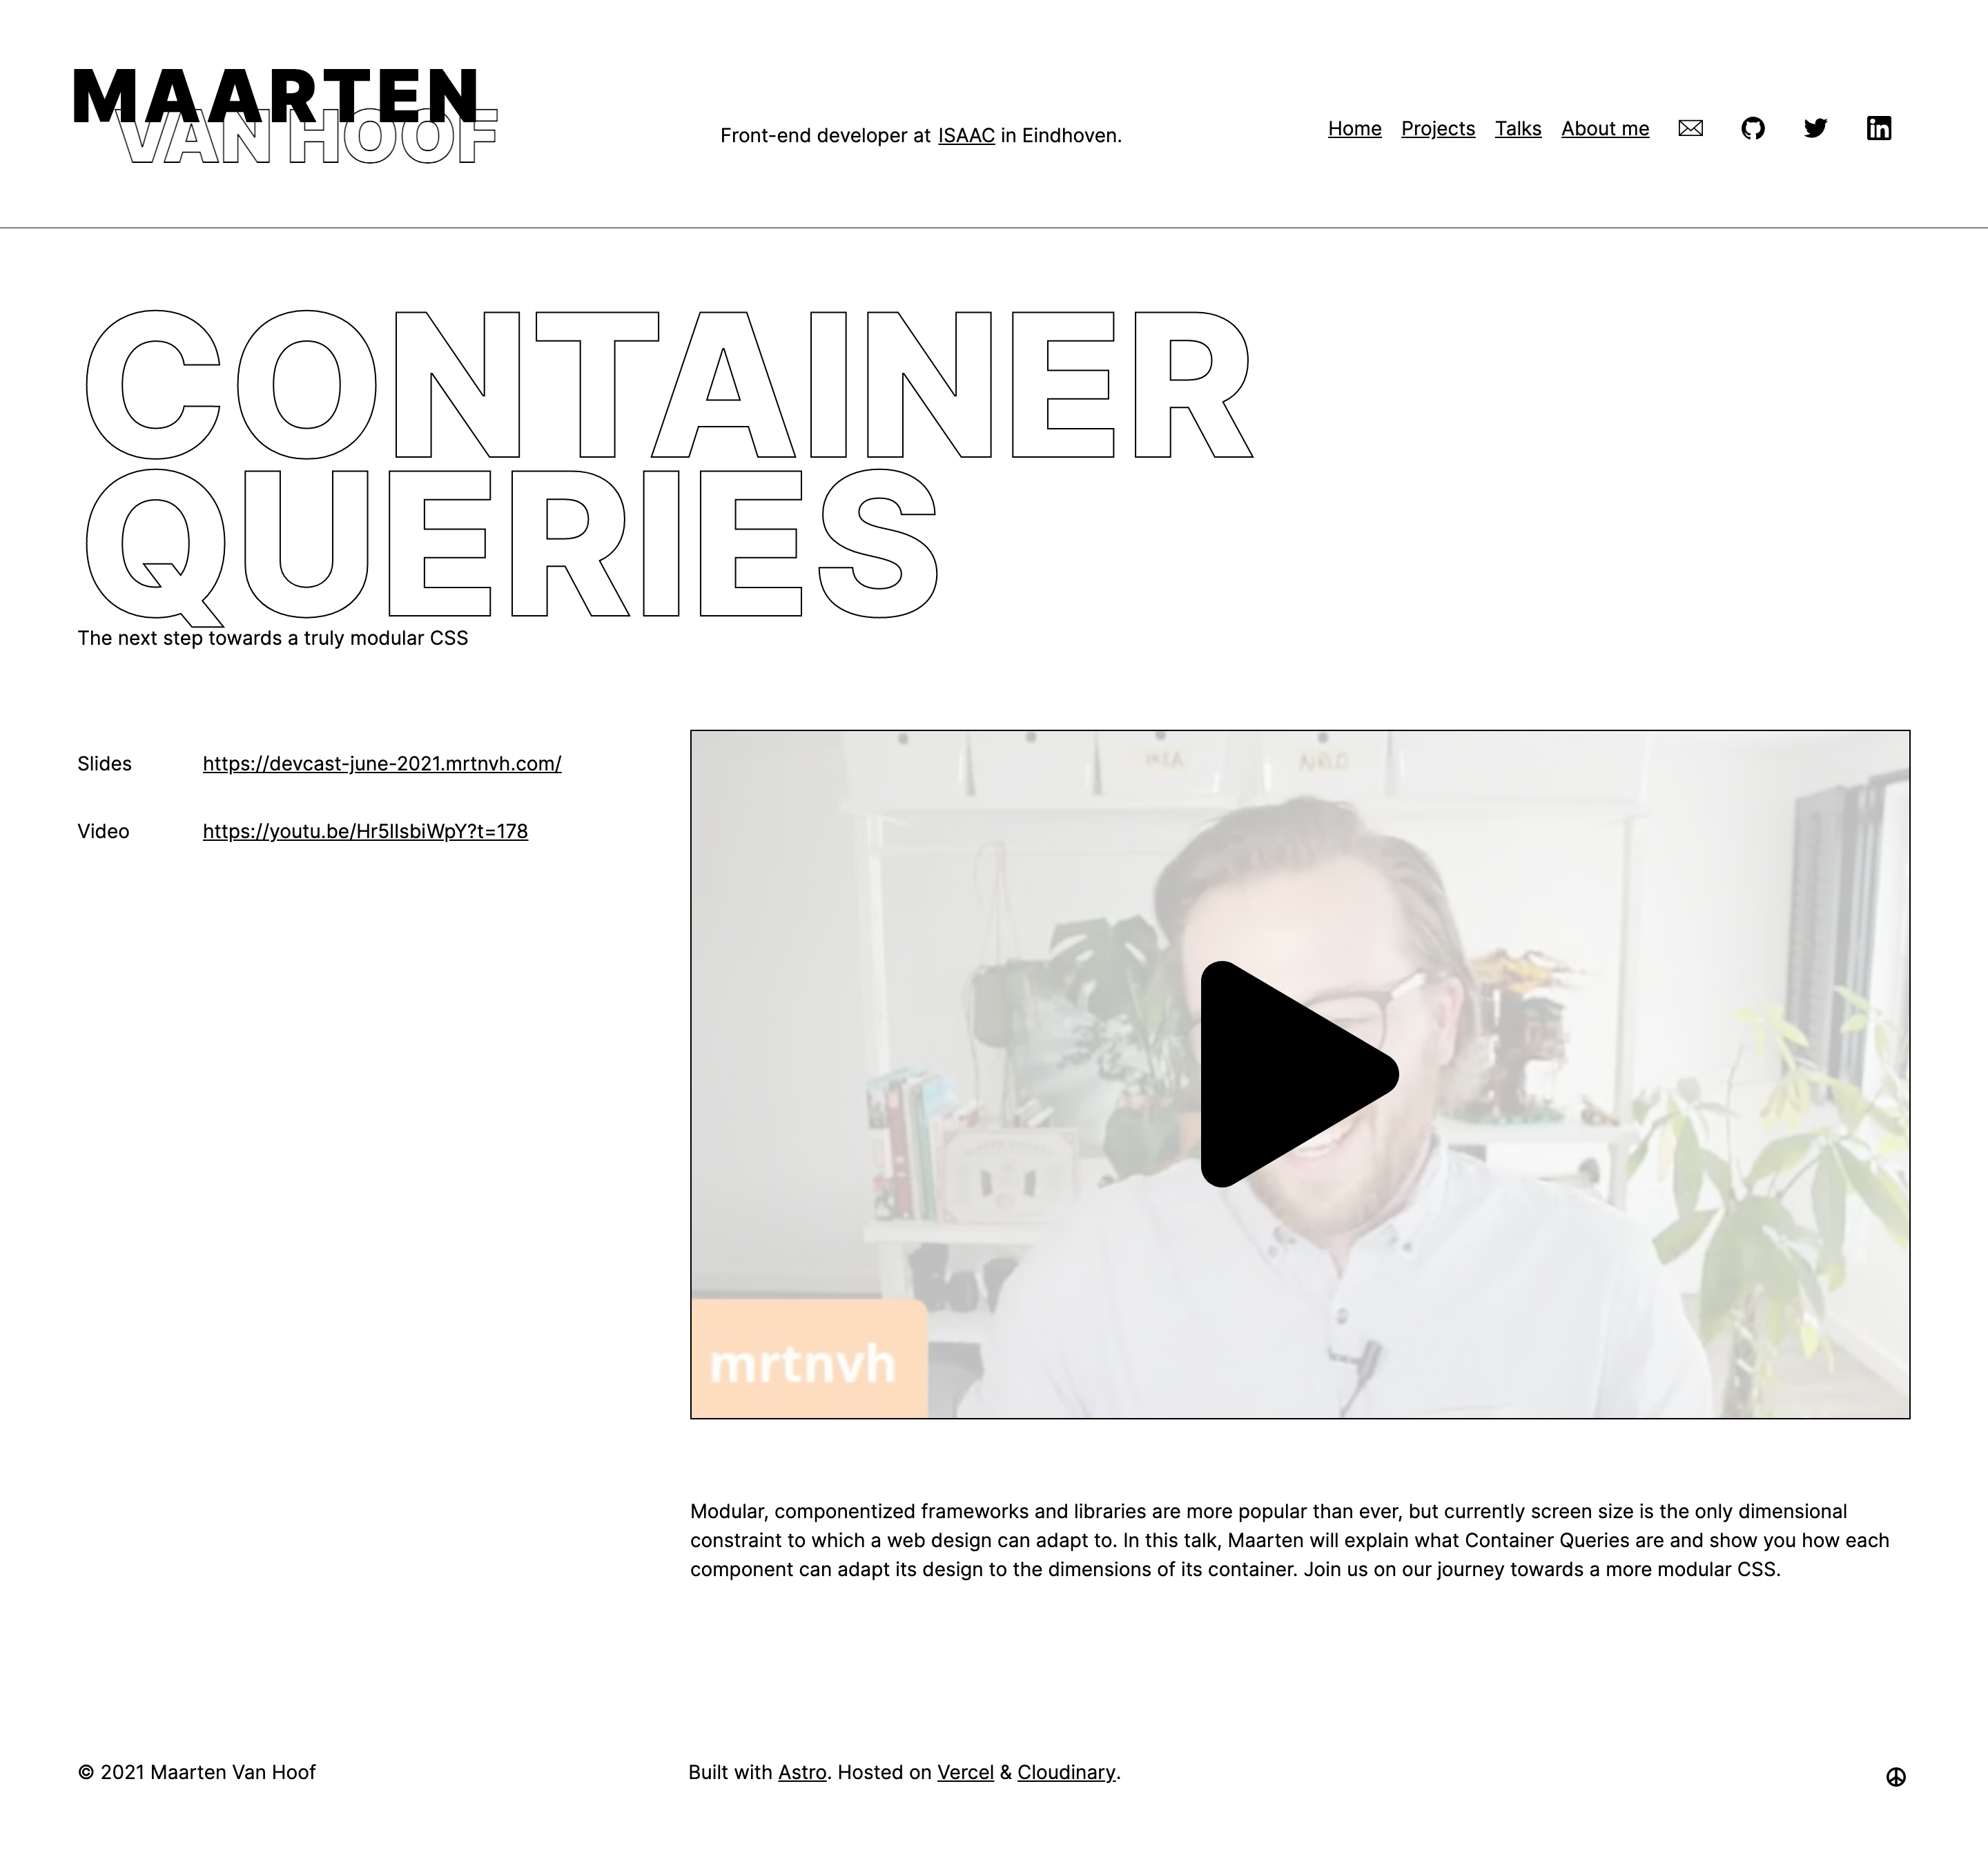 MAARTEN
VAN HOOF
Front-end developer at ISAAC in Eindhoven.
Home Projects Talks About me
CONTAINER
QUERIES
The next step towards a truly modular CSS
Slides https://devcast-june-2021.mrtnvh.com/
Video https://youtu.be/Hr5IlsbiWpY?t=178
IKEA
AIRCO
mrtnvh
Modular, componentized frameworks and libraries are more popular than ever, but currently screen size is the only dimensional
constraint to which a web design can adapt to. In this talk, Maarten will explain what Container Queries are and show you how each
component can adapt its design to the dimensions of its container. Join us on our journey towards a more modular CSS.
© 2021 Maarten Van Hoof
Built with Astro. Hosted on Vercel & Cloudinary.